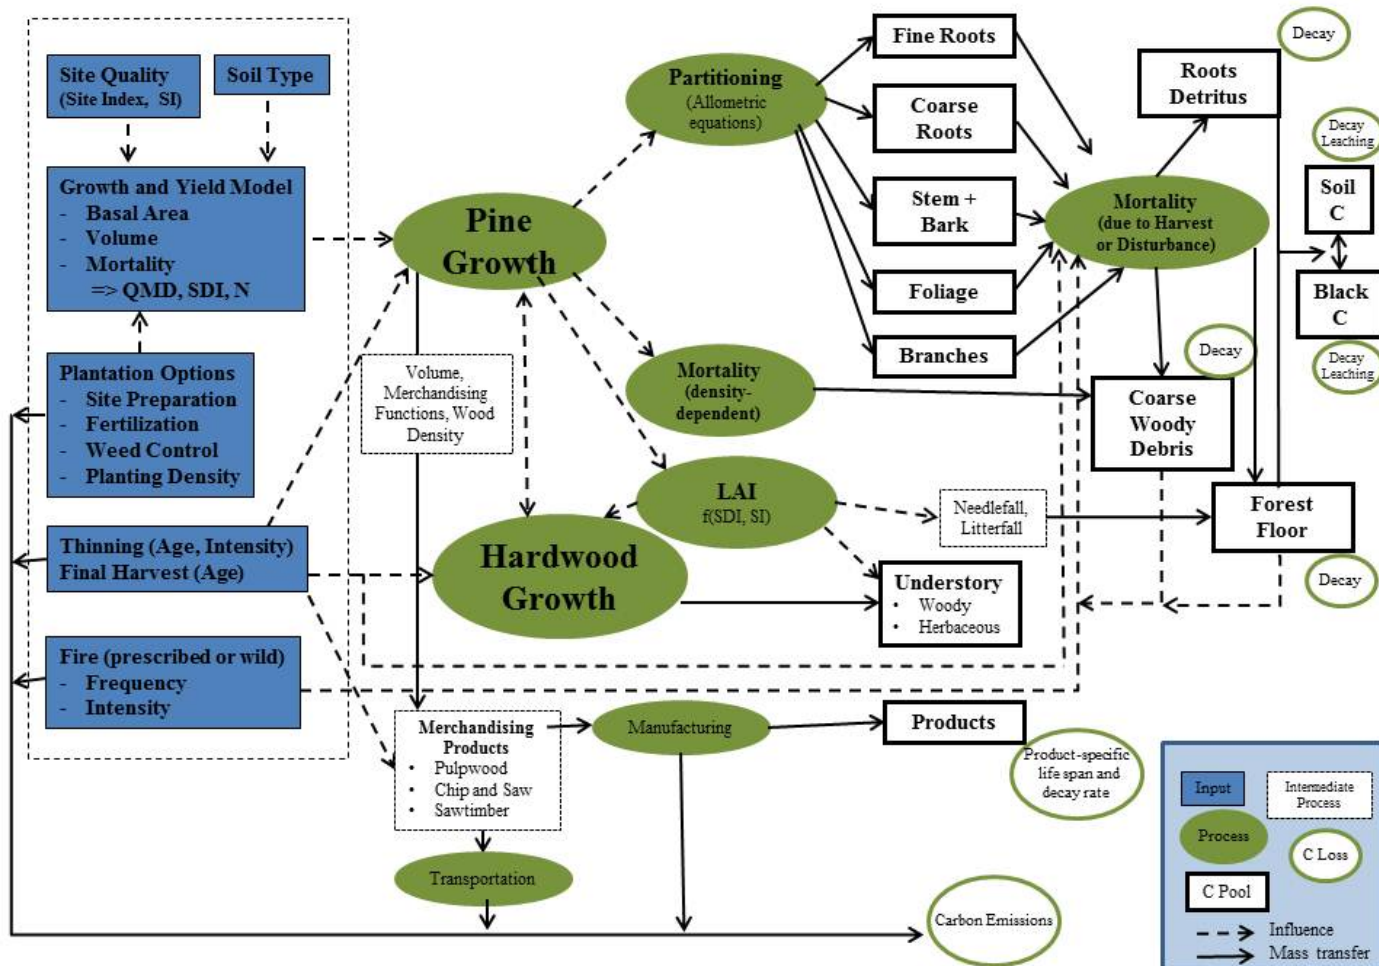 Site Quality
(Site Index, SI)
Soil Type
Growth and Yield Model
- Basal Area
- Volume
- Mortality
=> QMD, SDI, N
Plantation Options
- Site Preparation
- Fertilization
- Weed Control
- Planting Density
Thinning (Age, Intensity)
Final Harvest (Age)
Fire (prescribed or wild)
- Frequency
- Intensity
Pine
Growth
Volume,
Merchandising
Functions, Wood
Density
Hardwood
Growth
Merchandising
Products
• Pulpwood
• Chip and Saw
• Sawtimber
Transportation
Partitioning
(Allometric
equations)
Mortality
(density-
dependent)
LAI
f(SDI, SI)
Manufacturing
Fine Roots
Coarse
Roots
Stem +
Bark
Foliage
Branches
Needlefall,
Litterfall
Understory
• Woody
• Herbaceous
Products
Product-specific
life span and
decay rate
Carbon Emissions
Mortality
(due to Harvest
or Disturbance)
Roots
Detritus
Decay
Decay
Leaching
Soil
C
Black
C
Decay
Leaching
Decay
Coarse
Woody
Debris
Forest
Floor
Decay
Input
Intermediate
Process
Process
C Loss
C Pool
Influence
Mass transfer